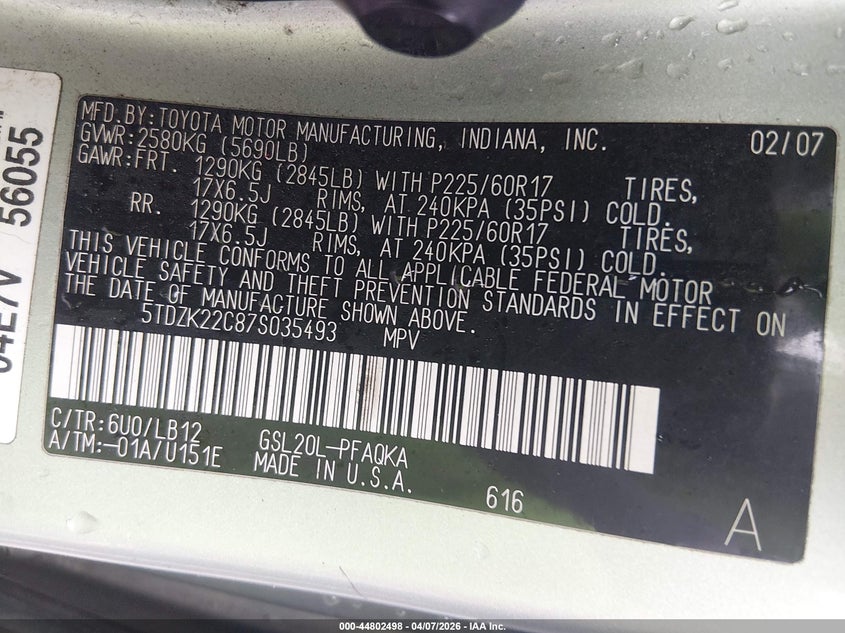 MFD.BY:TOYOTA MOTOR MANUFACTURING, INDIANA, INC. 02/07
GVWR:2580KG (5690LB)
GAWR:FRT. 1290KG (2845LB) WITH P225/60R17 TIRES,
17X6.5J RIMS, AT 240KPA (35PSI) COLD.
RR. 1290KG (2845LB) WITH P225/60R17 TIRES,
17X6.5J RIMS, AT 240KPA (35PSI) COLD.
THIS VEHICLE CONFORMS TO ALL APPLICABLE FEDERAL MOTOR
VEHICLE SAFETY AND THEFT PREVENTION STANDARDS IN EFFECT ON
THE DATE OF MANUFACTURE SHOWN ABOVE.
5TDZK22C87S035493 MPV
C/TR:6U0/LB12 GSL20L-PFAQKA
A/TM:-01A/U151E MADE IN U.S.A.
616
A
56055
000-44802498 - 04/07/2026 - IAA Inc.